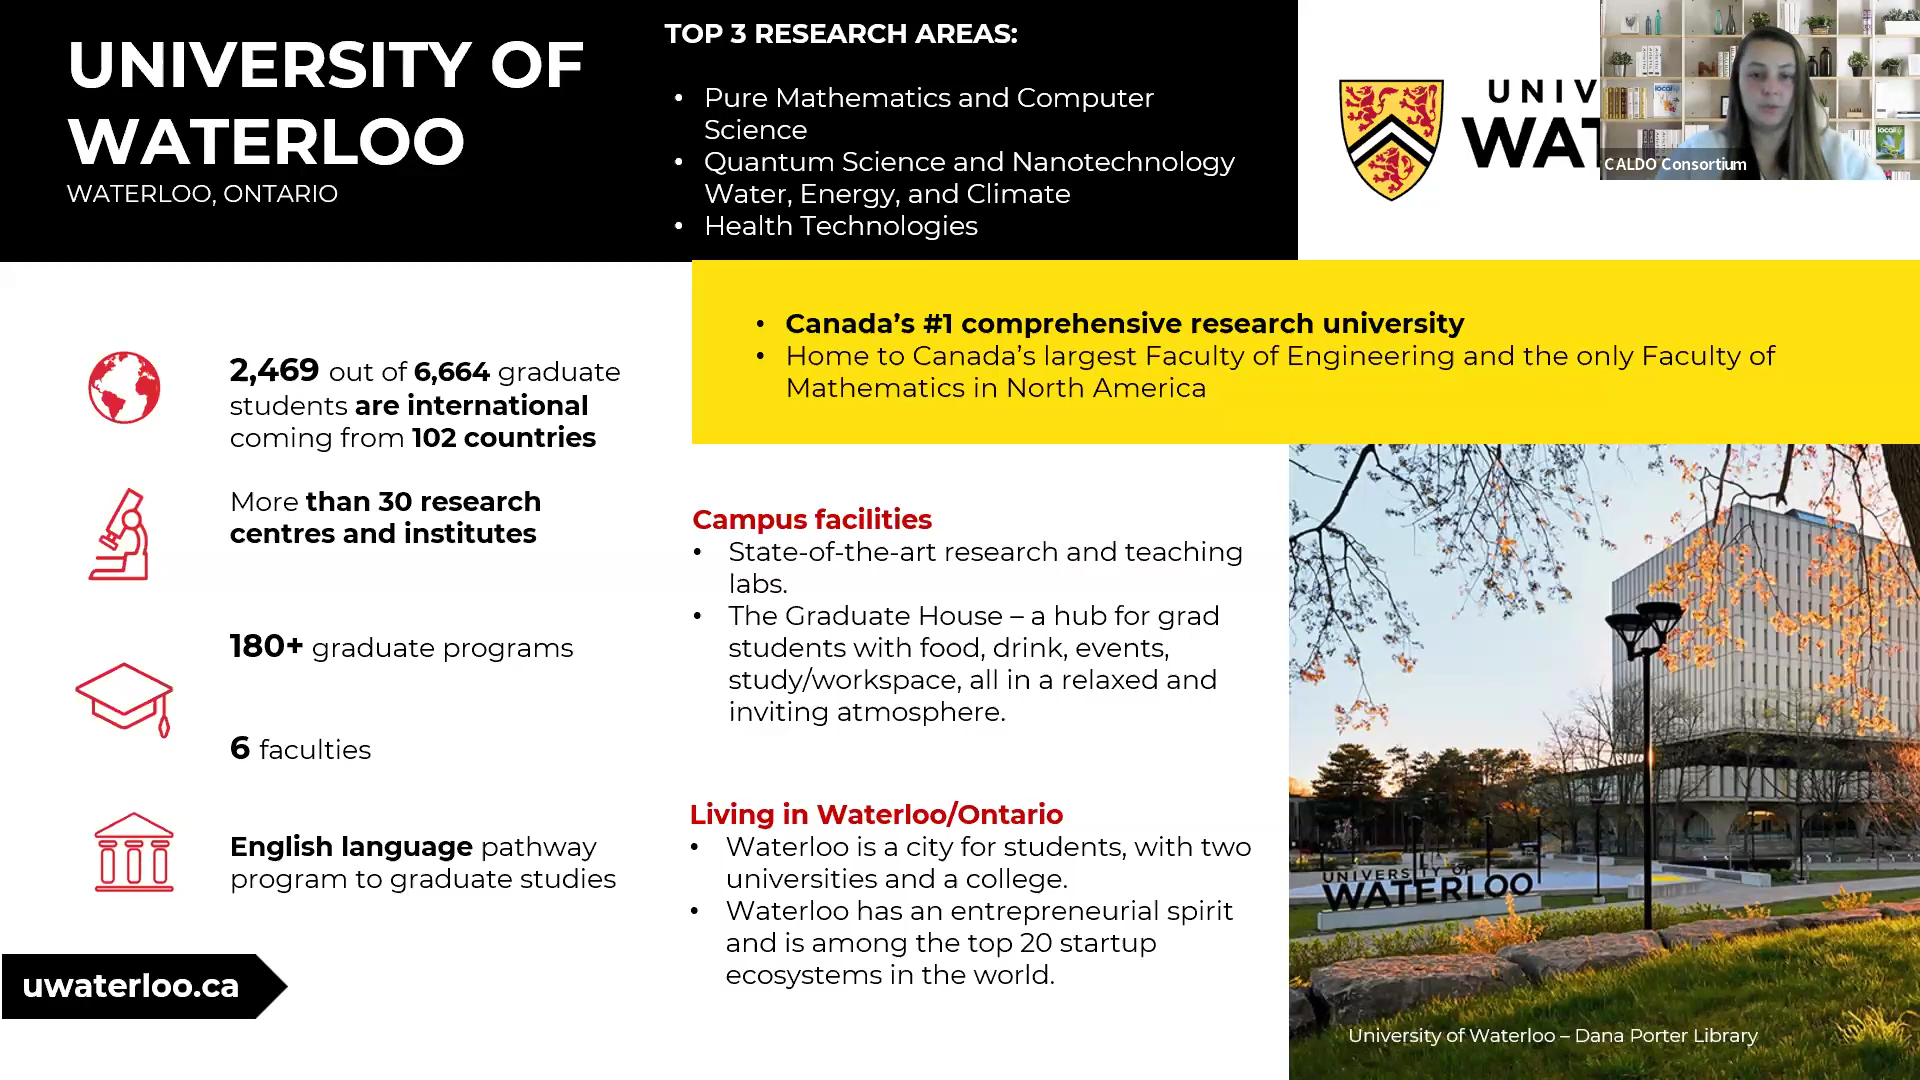 UNIVERSITY OF
WATERLOO
WATERLOO, ONTARIO
TOP 3 RESEARCH AREAS:
• Pure Mathematics and Computer
Science
• Quantum Science and Nanotechnology
Water, Energy, and Climate
• Health Technologies
UNIV
WAT
local
local
CALDO Consortium
• Canada's #1 comprehensive research university
• Home to Canada's largest Faculty of Engineering and the only Faculty of
Mathematics in North America
2,469 out of 6,664 graduate
students are international
coming from 102 countries
More than 30 research
centres and institutes
180+ graduate programs
6 faculties
English language pathway
program to graduate studies
uwaterloo.ca
Campus facilities
• State-of-the-art research and teaching
labs.
• The Graduate House – a hub for grad
students with food, drink, events,
study/workspace, all in a relaxed and
inviting atmosphere.
Living in Waterloo/Ontario
• Waterloo is a city for students, with two
universities and a college.
• Waterloo has an entrepreneurial spirit
and is among the top 20 startup
ecosystems in the world.
UNIVERSITY OF
WATERLOO
University of Waterloo – Dana Porter Library